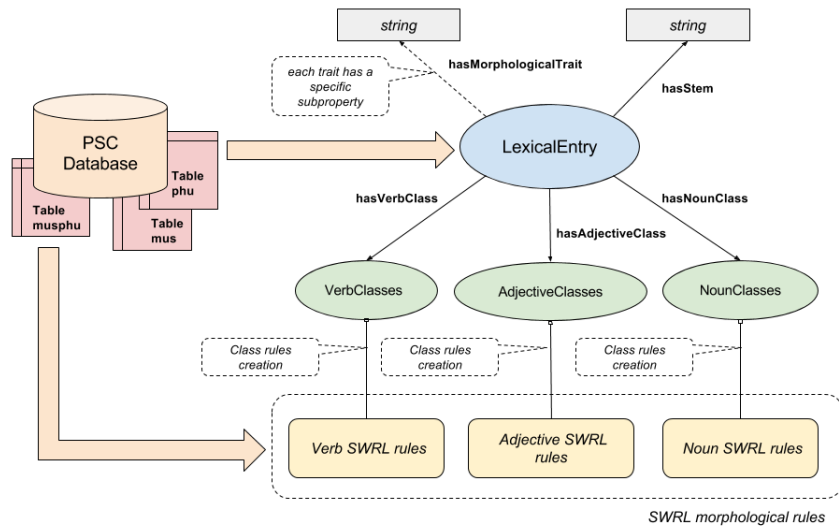 string
string
hasMorphologicalTrait
each trait has a
specific
subproperty
hasStem
PSC
Database
LexicalEntry
Table
phu
Table
musphu
Table
mus
hasVerbClass
hasNounClass
hasAdjectiveClass
VerbClasses
AdjectiveClasses
NounClasses
Class rules
creation
Class rules
creation
Class rules
creation
Verb SWRL rules
Adjective SWRL
rules
Noun SWRL rules
SWRL morphological rules